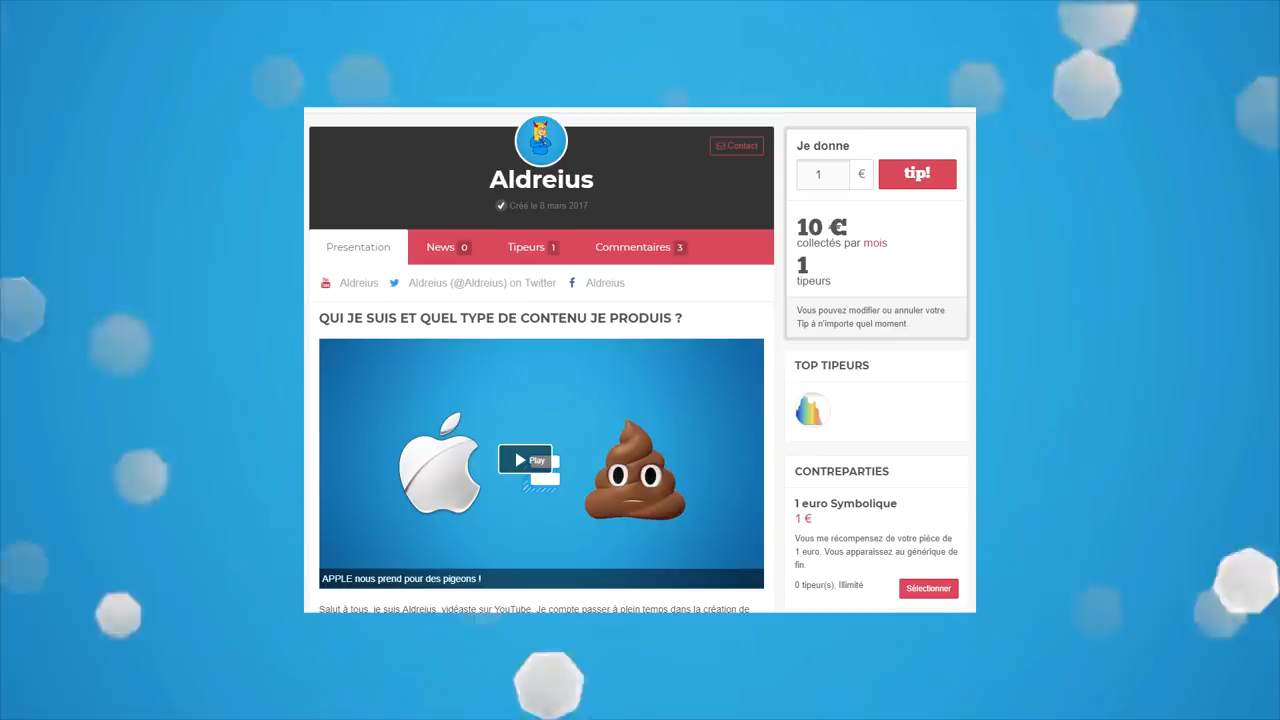 Contact
Aldreius
Créé le 8 mars 2017
Presentation
News 0
Tipeurs 1
Commentaires 3
Aldreius
Aldreius (@Aldreius) on Twitter
Aldreius
QUI JE SUIS ET QUEL TYPE DE CONTENU JE PRODUIS ?
Play
APPLE nous prend pour des pigeons !
Salut à tous, je suis Aldreius, vidéaste sur YouTube. Je compte passer à plein temps dans la création de
Je donne
1 €
tip!
10 €
collectés par mois
1
tipeurs
Vous pouvez modifier ou annuler votre
Tip à n'importe quel moment.
TOP TIPEURS
CONTREPARTIES
1 euro Symbolique
1 €
Vous me récompensez de votre pièce de
1 euro. Vous apparaissez au générique de
fin.
0 tipeur(s), Illimité
Sélectionner